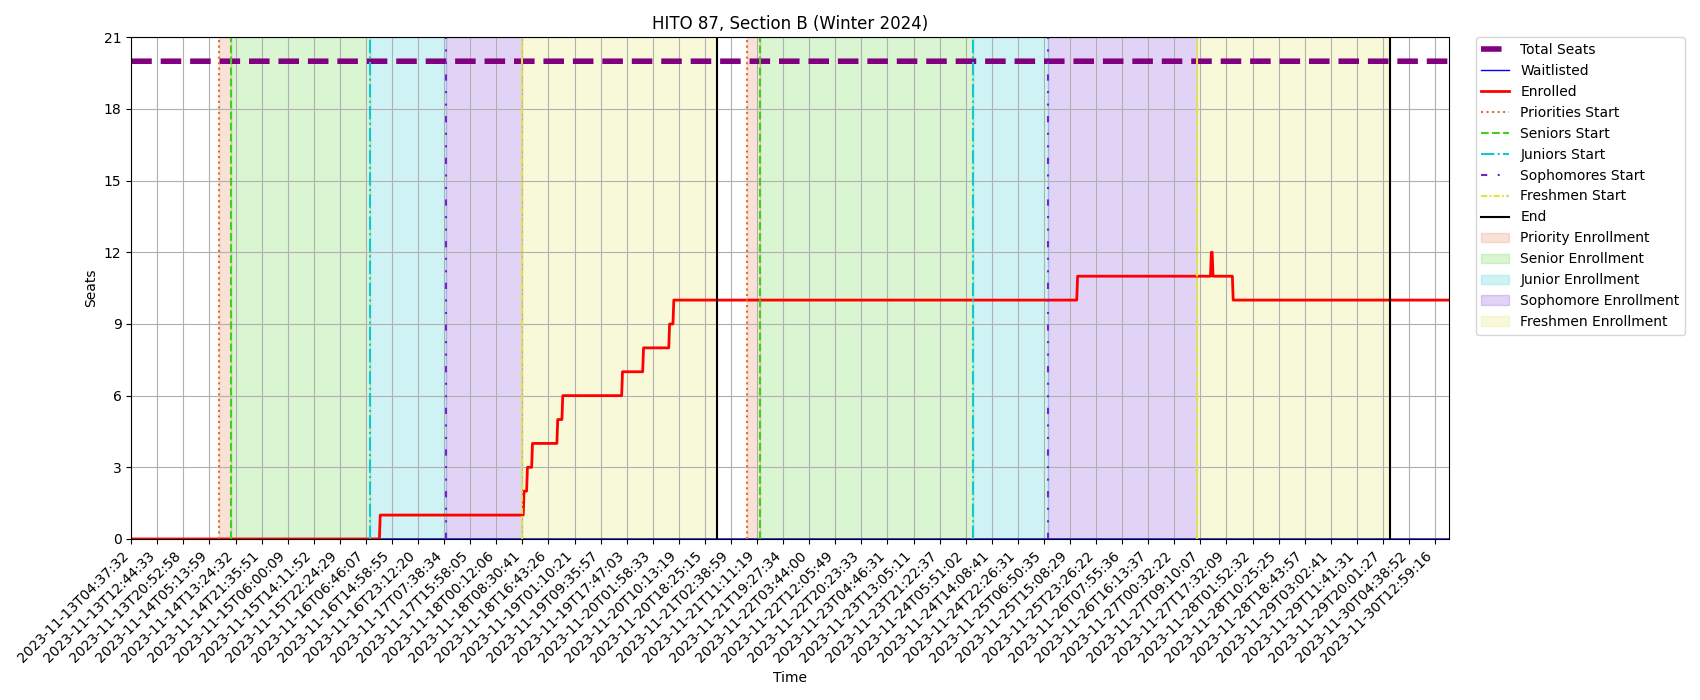 HITO 87, Section B (Winter 2024)
Seats
21
18
15
12
9
6
3
0
2023-11-13T04:37:32
2023-11-13T12:44:33
2023-11-13T20:52:58
2023-11-14T05:13:59
2023-11-14T13:24:32
2023-11-14T21:35:51
2023-11-15T06:00:09
2023-11-15T14:11:52
2023-11-15T22:24:29
2023-11-16T06:46:07
2023-11-16T14:58:55
2023-11-16T23:12:20
2023-11-17T07:38:34
2023-11-17T15:58:05
2023-11-18T00:12:06
2023-11-18T08:30:41
2023-11-18T16:43:26
2023-11-19T01:10:21
2023-11-19T09:35:57
2023-11-19T17:47:03
2023-11-20T01:58:33
2023-11-20T10:13:19
2023-11-20T18:25:15
2023-11-21T02:38:59
2023-11-21T11:11:19
2023-11-21T19:27:34
2023-11-22T03:44:00
2023-11-22T12:05:49
2023-11-22T20:23:33
2023-11-23T04:46:31
2023-11-23T13:05:11
2023-11-23T21:22:37
2023-11-24T05:51:02
2023-11-24T14:08:41
2023-11-24T22:26:31
2023-11-25T06:50:35
2023-11-25T15:08:29
2023-11-25T23:26:22
2023-11-26T07:55:36
2023-11-26T16:13:37
2023-11-27T00:32:22
2023-11-27T09:10:07
2023-11-27T17:32:09
2023-11-28T01:52:32
2023-11-28T10:25:25
2023-11-28T18:43:57
2023-11-29T03:02:41
2023-11-29T11:41:31
2023-11-29T20:01:27
2023-11-30T04:38:52
2023-11-30T12:59:16
Time
Total Seats
Waitlisted
Enrolled
Priorities Start
Seniors Start
Juniors Start
Sophomores Start
Freshmen Start
End
Priority Enrollment
Senior Enrollment
Junior Enrollment
Sophomore Enrollment
Freshmen Enrollment